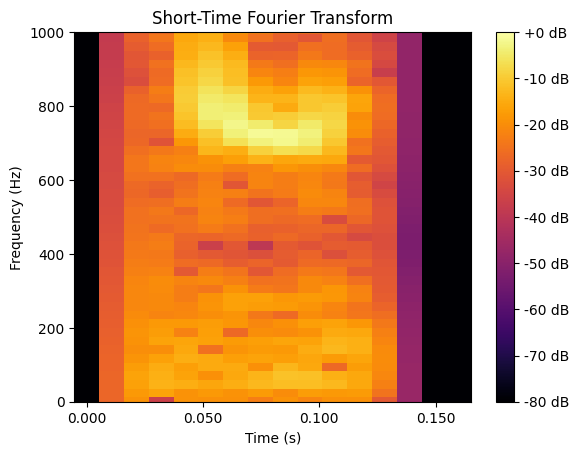 Short-Time Fourier Transform
1000
800
600
400
200
0
Frequency (Hz)
0.000
0.050
0.100
0.150
Time (s)
+0 dB
-10 dB
-20 dB
-30 dB
-40 dB
-50 dB
-60 dB
-70 dB
-80 dB